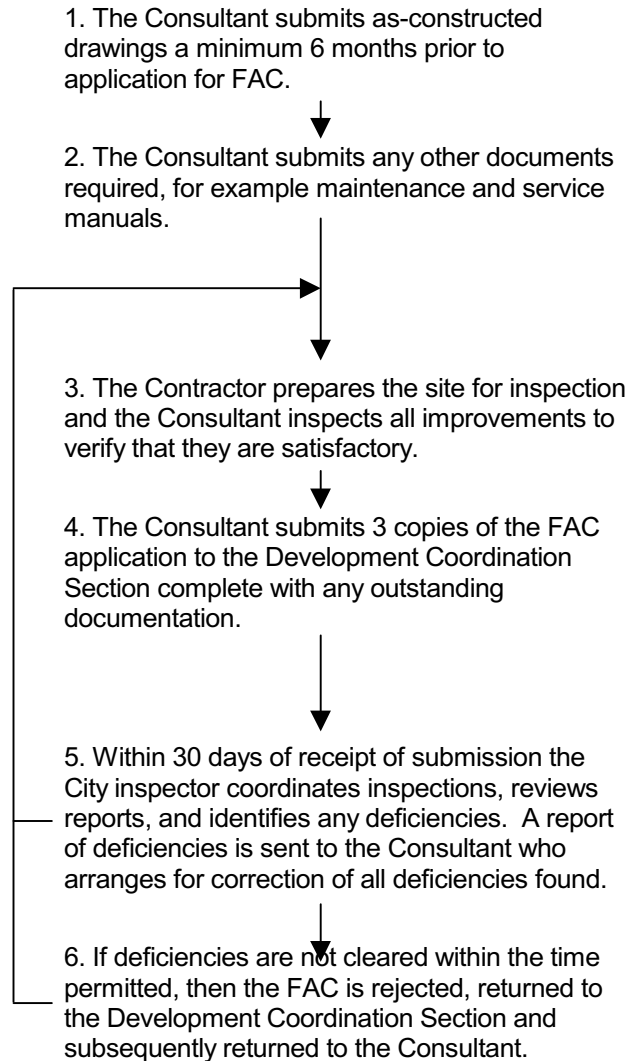 1. The Consultant submits as-constructed
drawings a minimum 6 months prior to
application for FAC.
2. The Consultant submits any other documents
required, for example maintenance and service
manuals.
3. The Contractor prepares the site for inspection
and the Consultant inspects all improvements to
verify that they are satisfactory.
4. The Consultant submits 3 copies of the FAC
application to the Development Coordination
Section complete with any outstanding
documentation.
5. Within 30 days of receipt of submission the
City inspector coordinates inspections, reviews
reports, and identifies any deficiencies. A report
of deficiencies is sent to the Consultant who
arranges for correction of all deficiencies found.
6. If deficiencies are not cleared within the time
permitted, then the FAC is rejected, returned to
the Development Coordination Section and
subsequently returned to the Consultant.